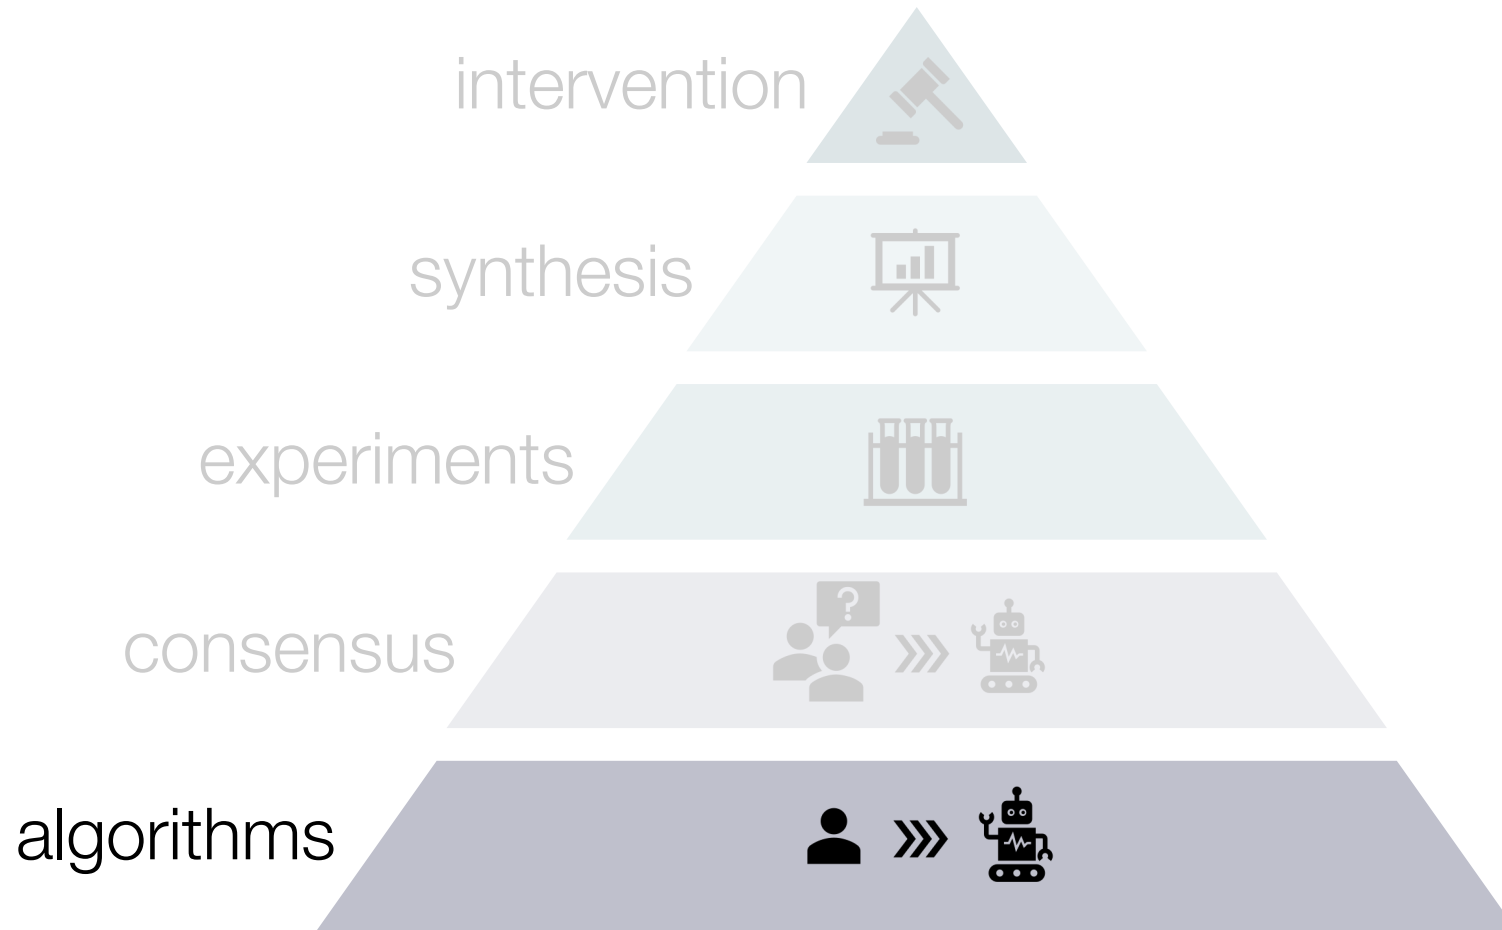 intervention
synthesis
experiments
?
consensus
algorithms